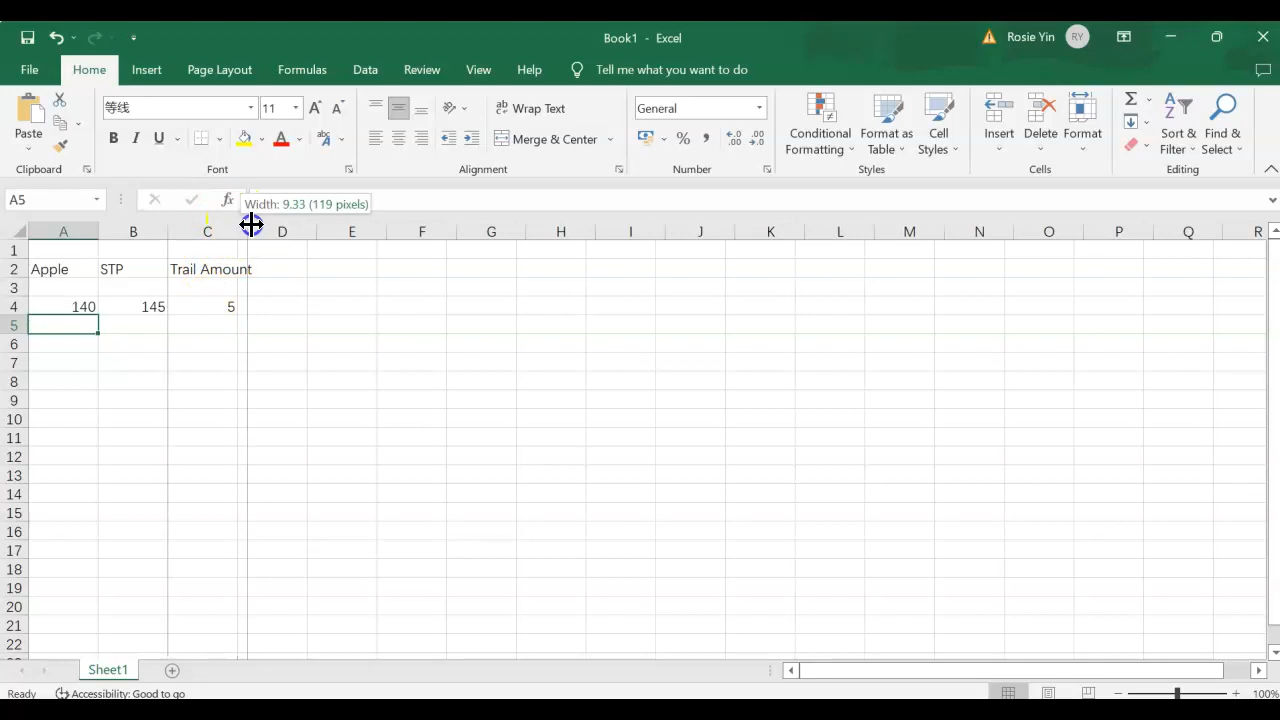 Book1 - Excel
Rosie Yin
RY
File Home Insert Page Layout Formulas Data Review View Help Tell me what you want to do
等线 11
Wrap Text
General
Paste
B I U A
Merge & Center
Conditional Formatting
Format as Table
Cell Styles
Insert Delete Format
Sort & Filter
Find & Select
Clipboard Font Alignment Number Styles Cells Editing
A5 fx
Width: 9.33 (119 pixels)
A B C D E F G H I J K L M N O P Q R
1
2 Apple STP Trail Amount
3
4 140 145 5
5
6
7
8
9
10
11
12
13
14
15
16
17
18
19
20
21
22
Sheet1
Ready Accessibility: Good to go 100%